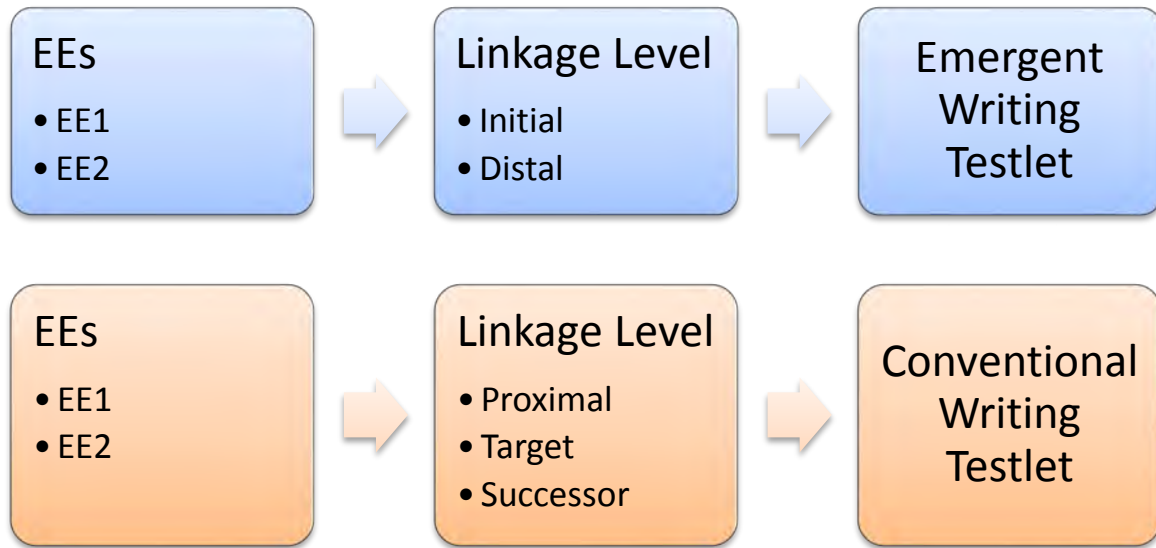 EEs
• EE1
• EE2
Linkage Level
• Initial
• Distal
Emergent
Writing
Testlet
EEs
• EE1
• EE2
Linkage Level
• Proximal
• Target
• Successor
Conventional
Writing
Testlet